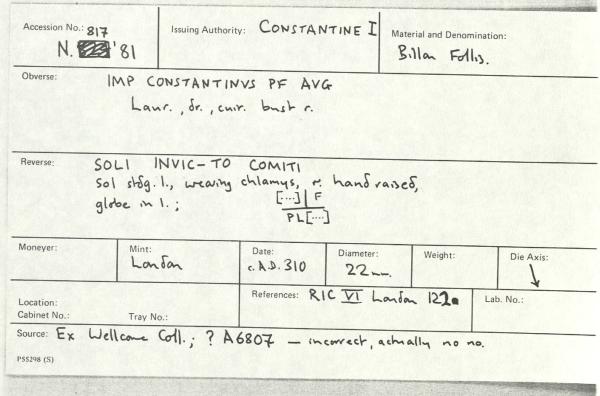 Accession No.: 817
N. '81
Issuing Authority: CONSTANTINE I
Material and Denomination:
Billon Follis.
Obverse: IMP CONSTANTINVS PF AVG
Laur., dr., cuir. bust r.
Reverse: SOLI INVIC-TO COMITI
Sol stdg. l., wearing chlamys, r. hand raised,
globe in l.; [...] | F
PL[...]
Moneyer:
Mint:
London
Date:
c. A.D. 310
Diameter:
22mm.
Weight:
Die Axis:
↓
Location:
Cabinet No.: Tray No.:
References: RIC VI London 122a
Lab. No.:
Source: Ex Wellcome Coll.; ? A6807 — incorrect, actually no no.
PSS298 (S)